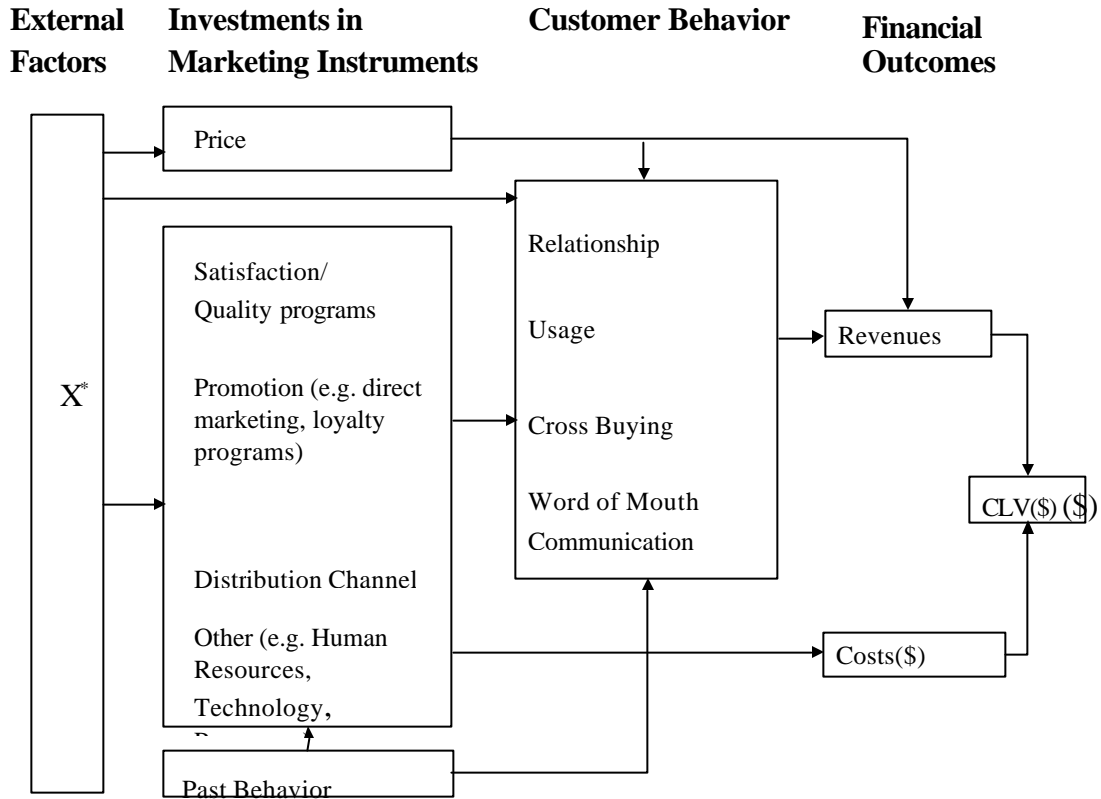 External
Factors
Investments in
Marketing Instruments
Customer Behavior
Financial
Outcomes
Price
X*
Satisfaction/
Quality programs
Promotion (e.g. direct
marketing, loyalty
programs)
Distribution Channel
Other (e.g. Human
Resources,
Technology,
Past Behavior
Relationship
Usage
Cross Buying
Word of Mouth
Communication
Revenues
CLV($) ($)
Costs($)